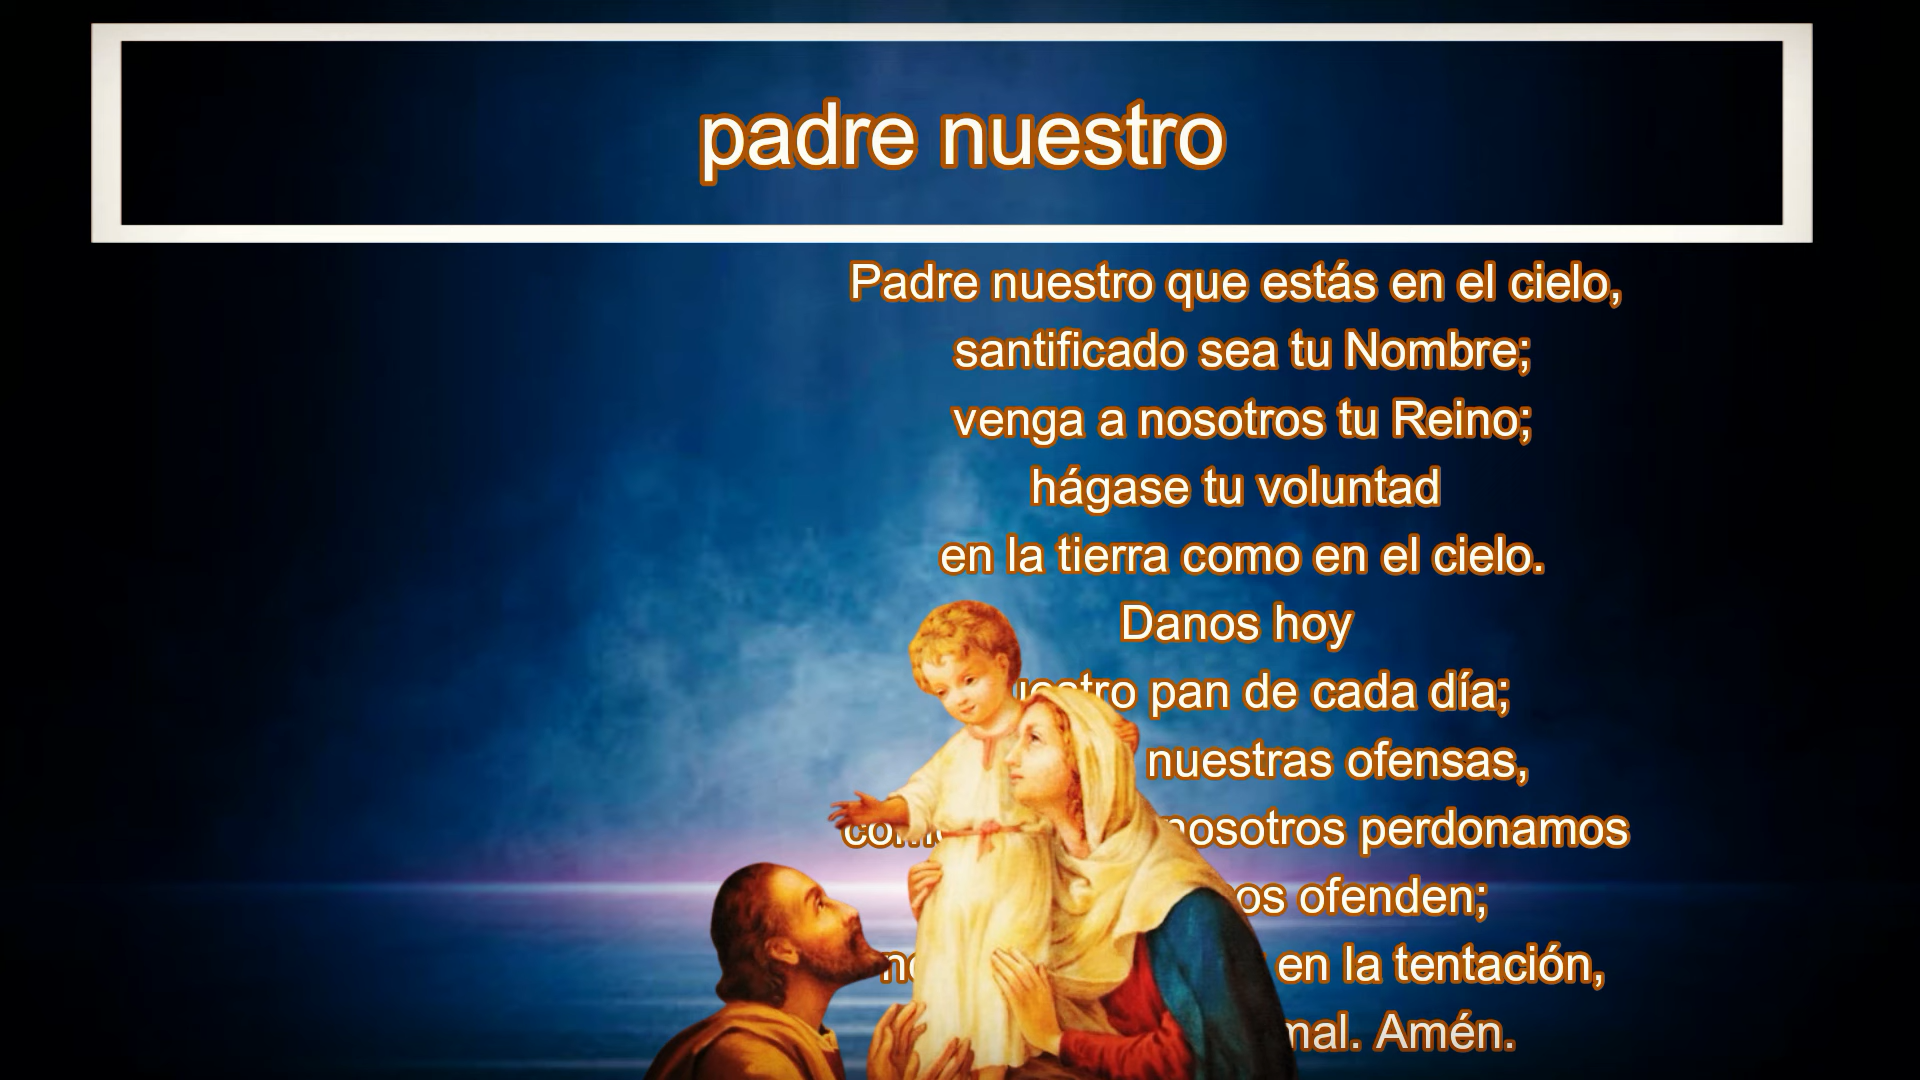 padre nuestro
Padre nuestro que estás en el cielo,
santificado sea tu Nombre;
venga a nosotros tu Reino;
hágase tu voluntad
en la tierra como en el cielo.
Danos hoy
pan de cada día;
nuestras ofensas,
nosotros perdonamos
ofenden;
en la tentación,
mal. Amén.